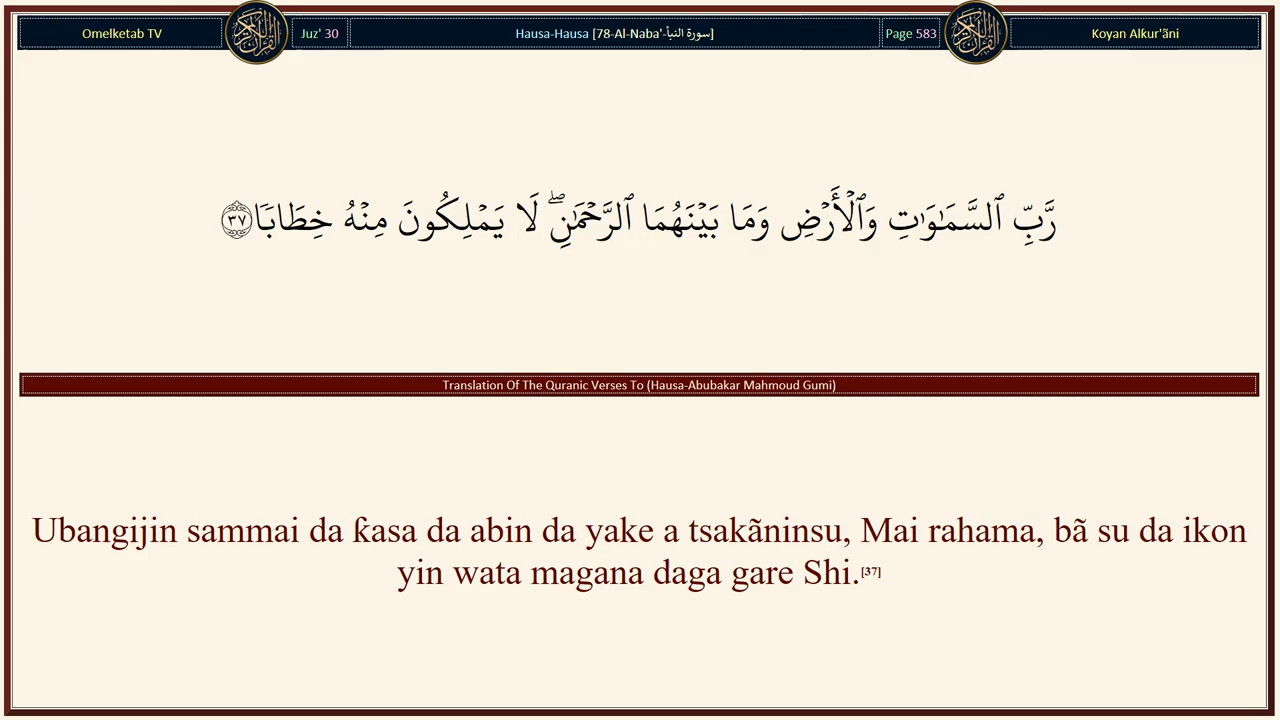 Omelketab TV
Juz' 30
Hausa-Hausa [78-Al-Naba'-سورة النبأ]
Page 583
Koyan Alƙur'ãni
رَّبِّ ٱلسَّمَٰوَٰتِ وَٱلۡأَرۡضِ وَمَا بَيۡنَهُمَا ٱلرَّحۡمَٰنِۖ لَا يَمۡلِكُونَ مِنۡهُ خِطَابٗا ٣٧
Translation Of The Quranic Verses To (Hausa-Abubakar Mahmoud Gumi)
Ubangijin sammai da ƙasa da abin da yake a tsakãninsu, Mai rahama, bã su da ikon
yin wata magana daga gare Shi.[37]